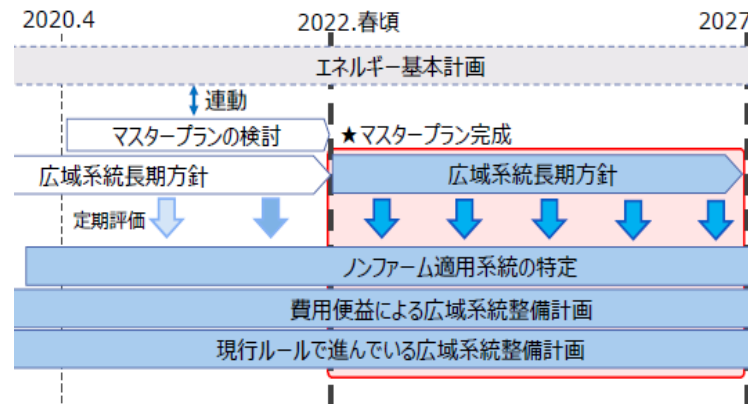 2020.4
2022.春頃
2027
エネルギー基本計画
連動
マスタープランの検討
★マスタープラン完成
広域系統長期方針
広域系統長期方針
定期評価
ノンファーム適用系統の特定
費用便益による広域系統整備計画
現行ルールで進んでいる広域系統整備計画